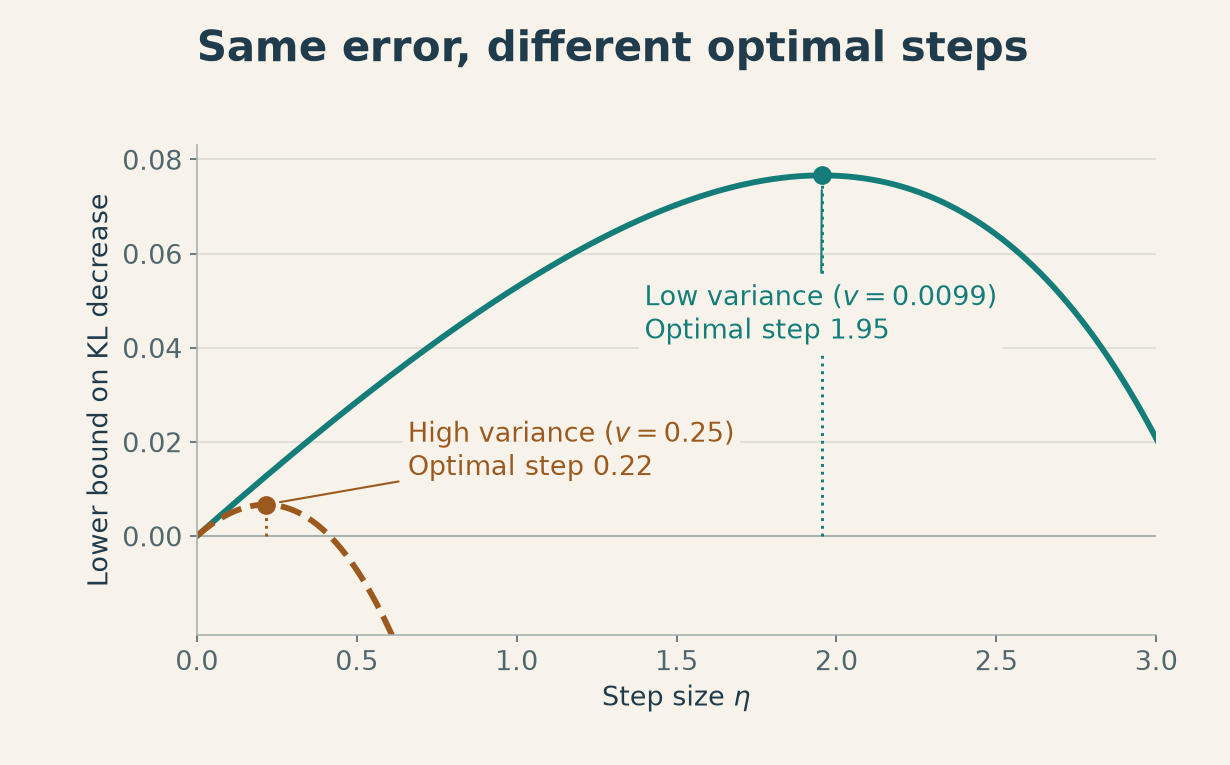 Same error, different optimal steps
Lower bound on KL decrease
0.08
0.06
0.04
0.02
0.00
Low variance (v = 0.0099)
Optimal step 1.95
High variance (v = 0.25)
Optimal step 0.22
0.0 0.5 1.0 1.5 2.0 2.5 3.0
Step size η